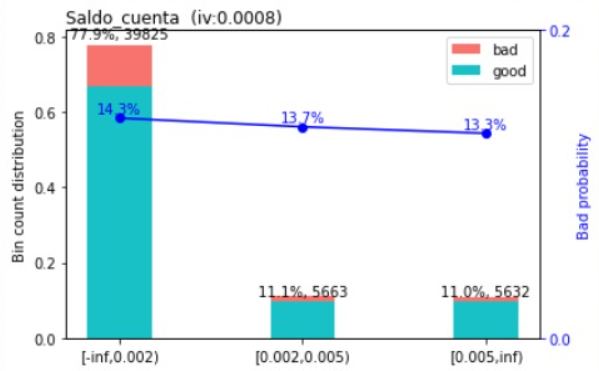 Saldo_cuenta (iv:0.0008)
77.9%, 39825
0.8
0.6
0.4
0.2
0.0
Bin count distribution
bad
good
14.3%
13.7%
13.3%
11.1%, 5663
11.0%, 5632
0.2
0.0
Bad probability
[-inf,0.002)
[0.002,0.005)
[0.005,inf)